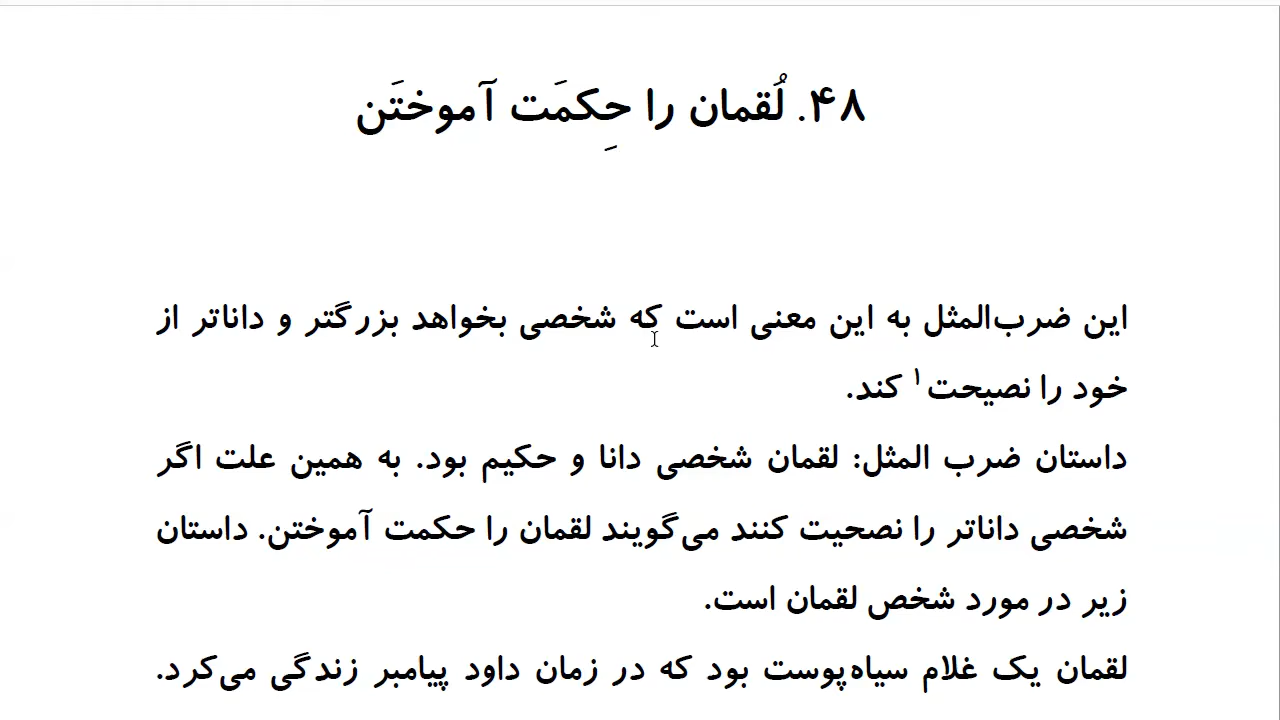 ۴۸. لُقمان را حِکمَت آموختَن
این ضرب‌المثل به این معنی است که شخصی بخواهد بزرگتر و داناتر از
خود را نصیحت۱ کند.
داستان ضرب المثل: لقمان شخصی دانا و حکیم بود. به همین علت اگر
شخصی داناتر را نصحیت کنند می‌گویند لقمان را حکمت آموختن. داستان
زیر در مورد شخص لقمان است.
لقمان یک غلام سیاه‌پوست بود که در زمان داود پیامبر زندگی می‌کرد.